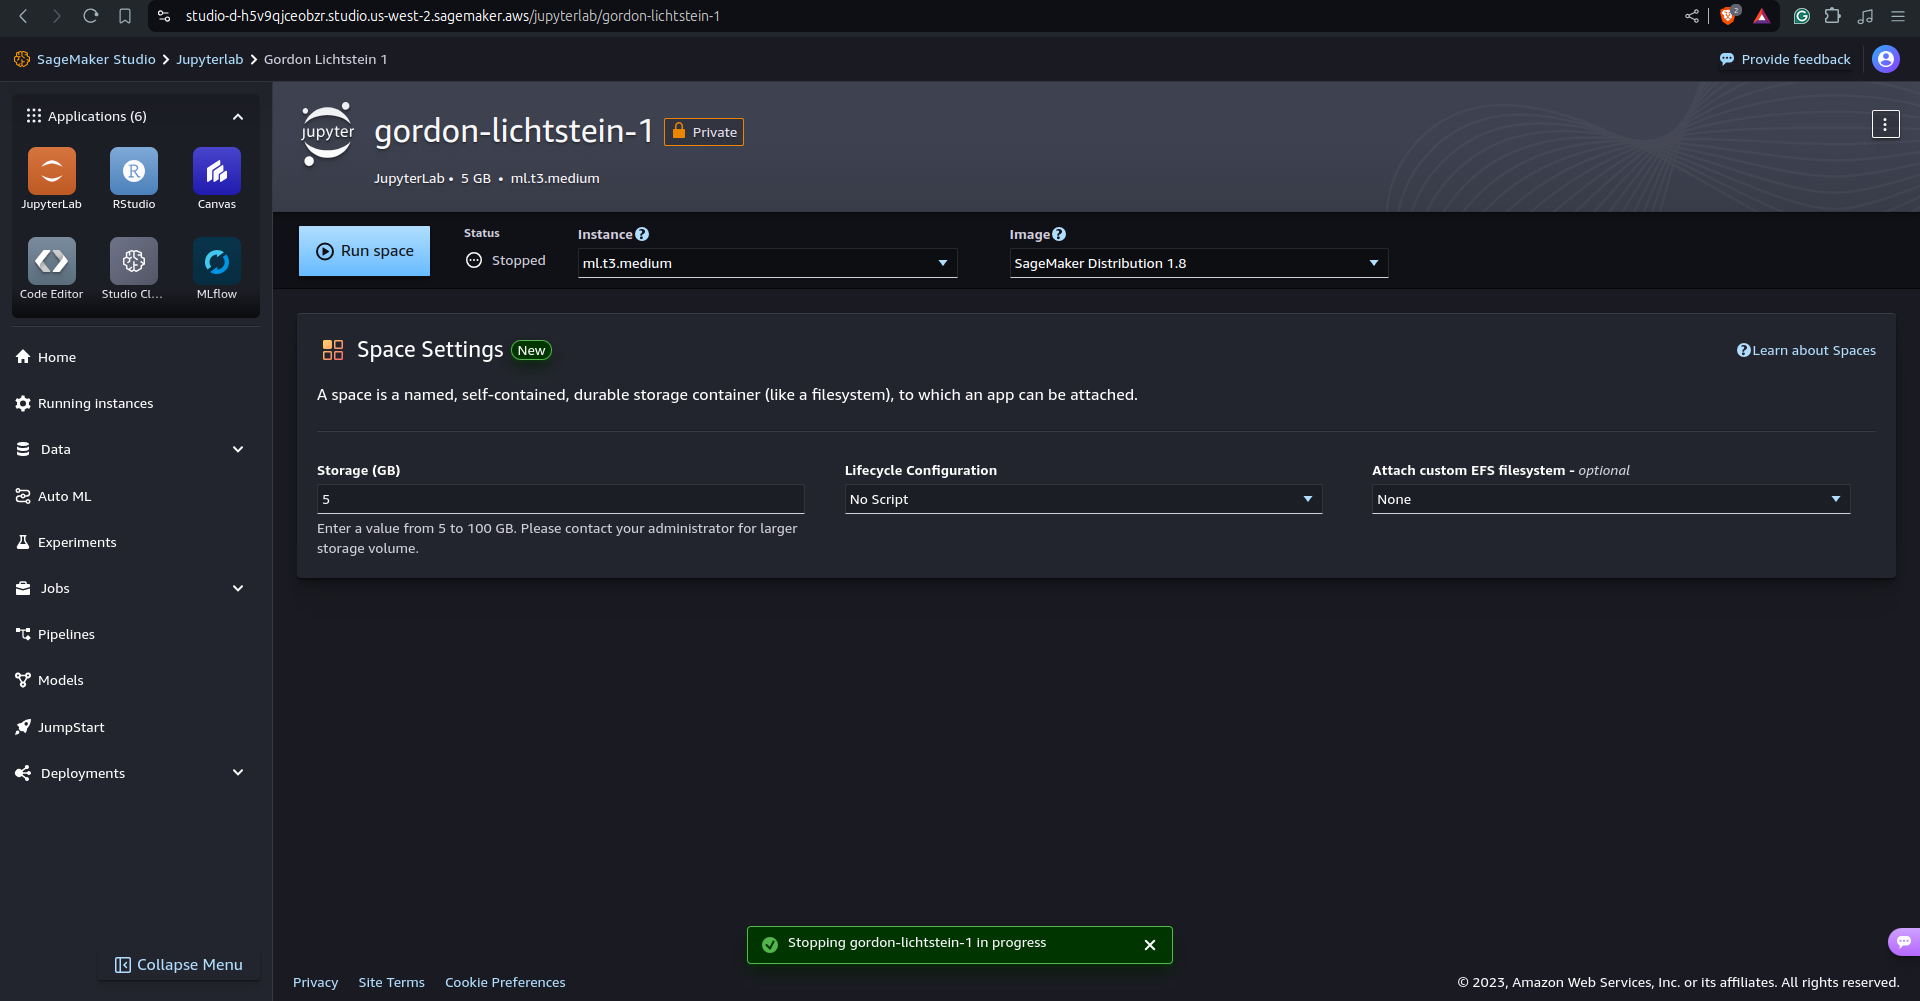 studio-d-h5v9qjceobzr.studio.us-west-2.sagemaker.aws/jupyterlab/gordon-lichtstein-1
2
SageMaker Studio
Jupyterlab
Gordon Lichtstein 1
Provide feedback
Applications (6)
JupyterLab
R
RStudio
Canvas
Code Editor
Studio Cl...
MLflow
Home
Running instances
Data
Auto ML
Experiments
Jobs
Pipelines
Models
JumpStart
Deployments
Collapse Menu
jupyter
gordon-lichtstein-1
Private
JupyterLab • 5 GB • ml.t3.medium
Run space
Status
Stopped
Instance
ml.t3.medium
Image
SageMaker Distribution 1.8
Space Settings
New
Learn about Spaces
A space is a named, self-contained, durable storage container (like a filesystem), to which an app can be attached.
Storage (GB)
5
Enter a value from 5 to 100 GB. Please contact your administrator for larger
storage volume.
Lifecycle Configuration
No Script
Attach custom EFS filesystem - optional
None
Stopping gordon-lichtstein-1 in progress
Privacy
Site Terms
Cookie Preferences
© 2023, Amazon Web Services, Inc. or its affiliates. All rights reserved.